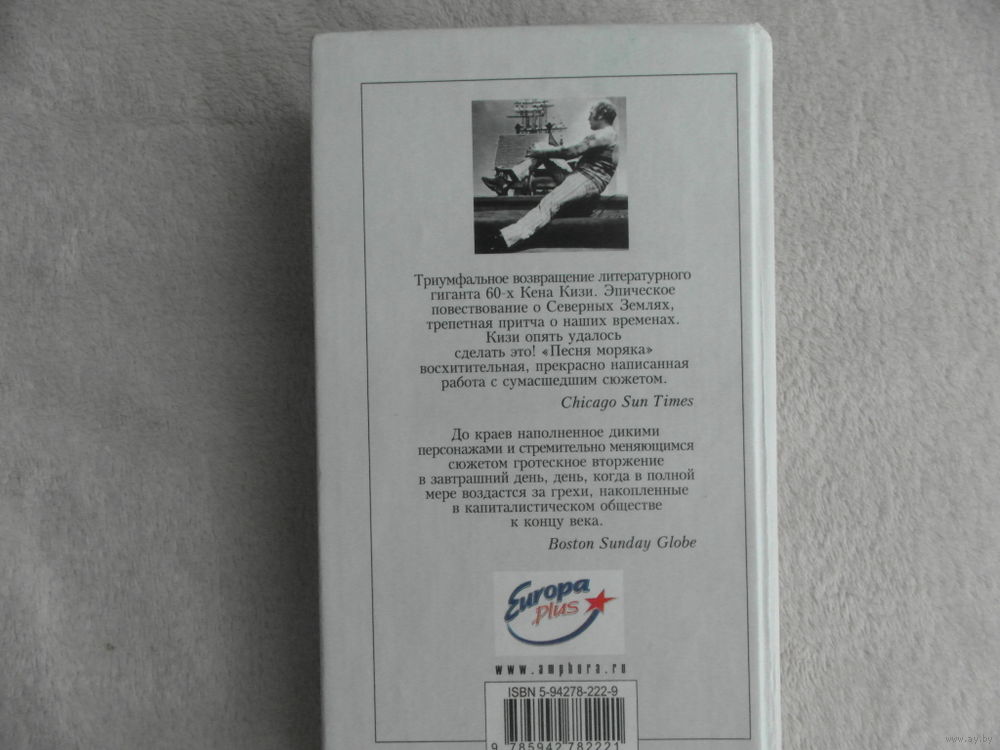 Триумфальное возвращение литературного
гиганта 60-х Кена Кизи. Эпическое
повествование о Северных Землях,
трепетная притча о наших временах.
Кизи опять удалось
сделать это! «Песня моряка»
восхитительная, прекрасно написанная
работа с сумасшедшим сюжетом.
Chicago Sun Times
До краев наполненное дикими
персонажами и стремительно меняющимся
сюжетом гротескное вторжение
в завтрашний день, день, когда в полной
мере воздастся за грехи, накопленные
в капиталистическом обществе
к концу века.
Boston Sunday Globe
Europa
plus
www.amphora.ru
ISBN 5-94278-222-9
9 785942 782221
www.ay.by